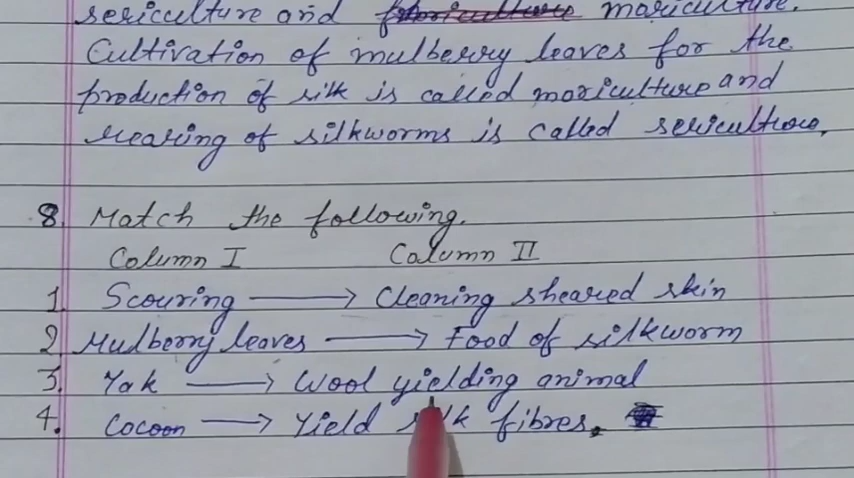 sericulture and moriculture.
Cultivation of mulberry leaves for the
production of silk is called moriculture and
rearing of silkworms is called sericulture.
8. Match the following.
Column I Column II
1. Scouring → Cleaning sheared skin
2. Mulberry leaves → Food of silkworm
3. Yak → Wool yielding animal
4. Cocoon → Yield silk fibres.